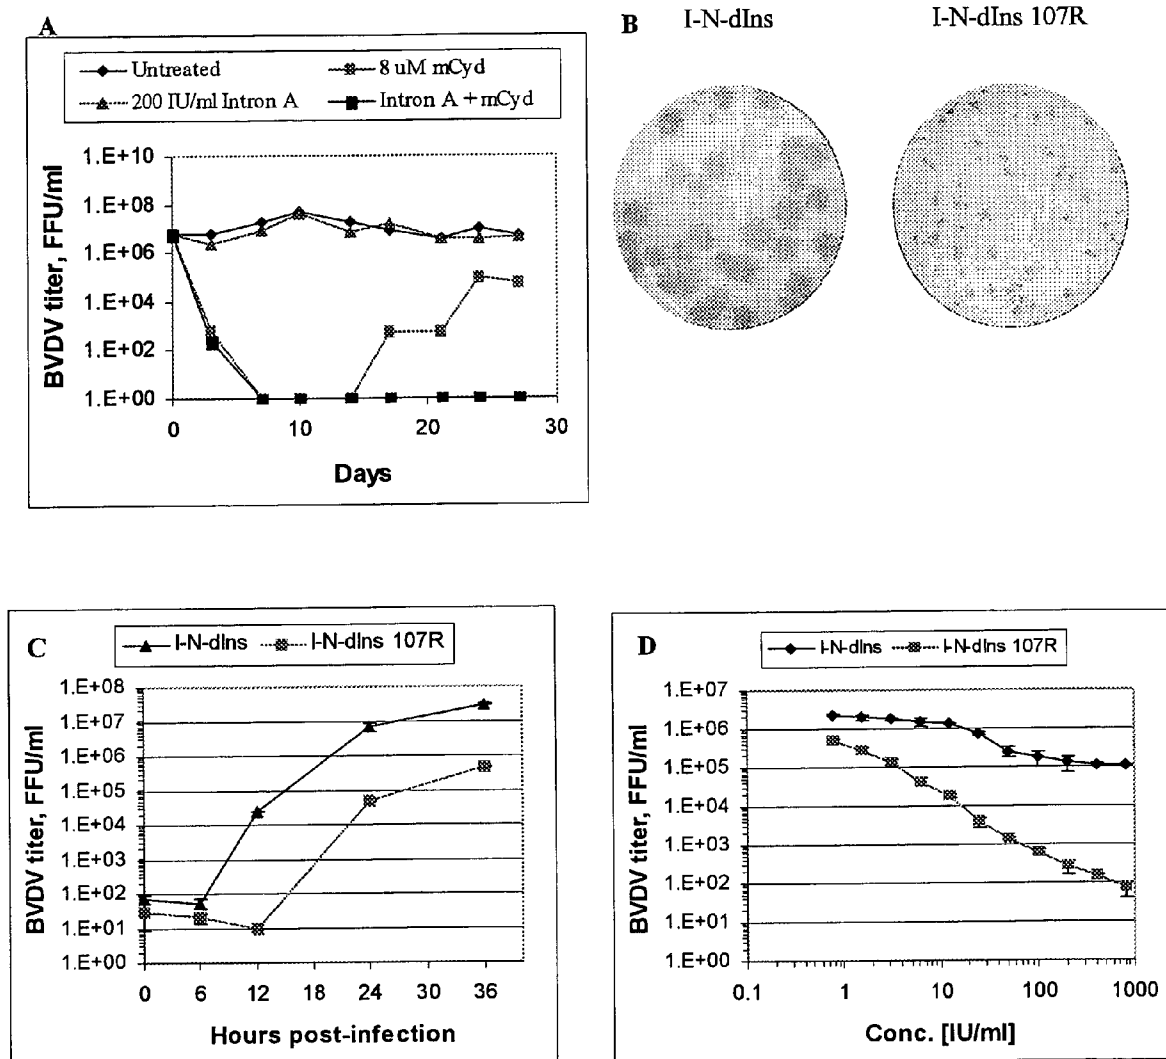 A
Untreated
8 uM mCyd
200 IU/ml Intron A
Intron A + mCyd
BVDV titer, FFU/ml
1.E+10
1.E+08
1.E+06
1.E+04
1.E+02
1.E+00
0 10 20 30
Days
B
I-N-dIns
I-N-dIns 107R
C
I-N-dIns
I-N-dIns 107R
BVDV titer, FFU/ml
1.E+08
1.E+07
1.E+06
1.E+05
1.E+04
1.E+03
1.E+02
1.E+01
1.E+00
0 6 12 24 36
Hours post-infection
D
I-N-dIns
I-N-dIns 107R
BVDV titer, FFU/ml
1.E+07
1.E+06
1.E+05
1.E+04
1.E+03
1.E+02
1.E+01
1.E+00
0.1 1 10 100 1000
Conc. [IU/ml]